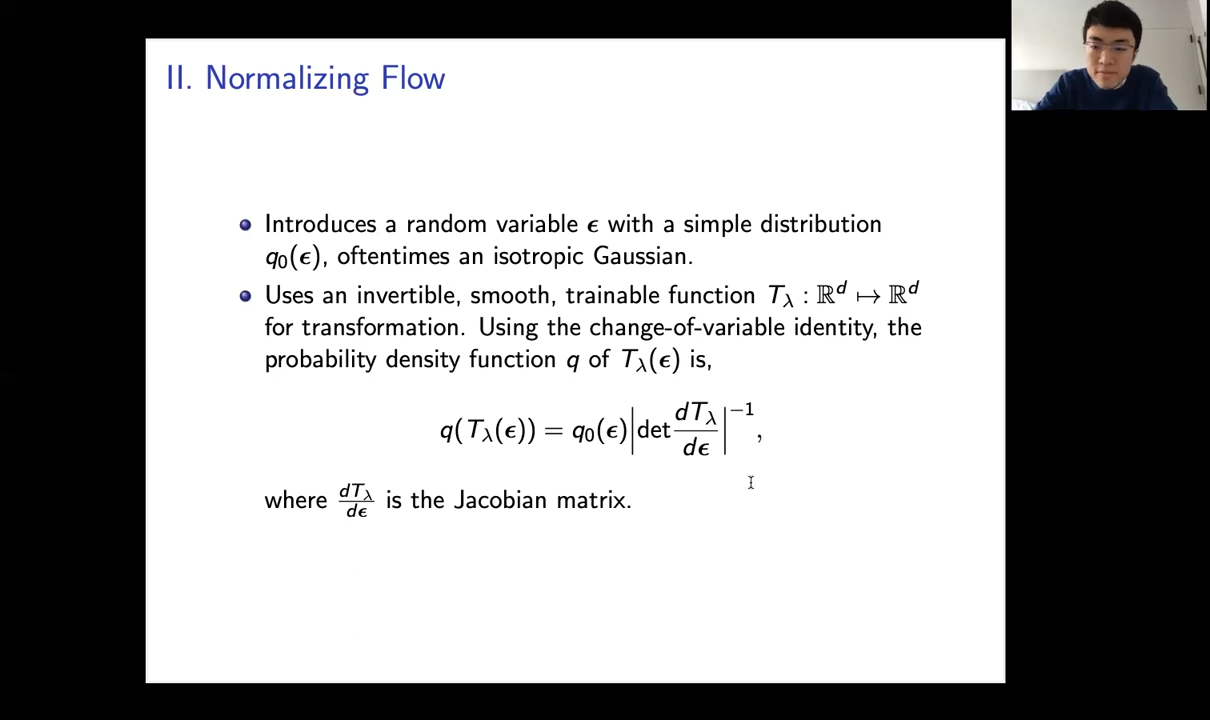 II. Normalizing Flow
Introduces a random variable ϵ with a simple distribution
q₀(ϵ), oftentimes an isotropic Gaussian.
Uses an invertible, smooth, trainable function T_λ : ℝᵈ ↦ ℝᵈ
for transformation. Using the change-of-variable identity, the
probability density function q of T_λ(ϵ) is,
q(T_λ(ϵ)) = q₀(ϵ)|det dT_λ/dϵ|⁻¹,
where dT_λ/dϵ is the Jacobian matrix.